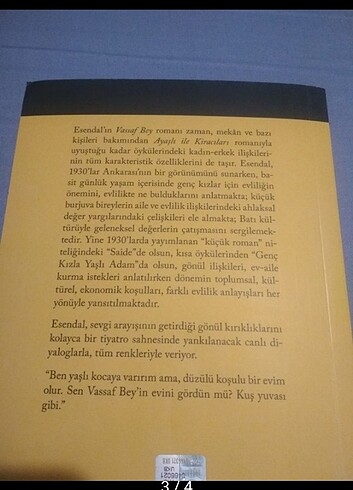 Esendal'ın Vassaf Bey romanı zaman, mekân ve bazı
kişileri bakımından Ayaşlı ile Kiracıları romanıyla
uyuştuğu kadar öykülerindeki kadın-erkek ilişkileri-
nin tüm karakteristik özelliklerini de taşır. Esendal,
1930'lar Ankarası'nın bir görünümünü sunarken, ba-
sit günlük yaşam içerisinde genç kızlar için evliliğin
önemini, evlilikte ne bulduklarını anlatmakta; küçük
burjuva bireylerin aile ve evlilik ilişkilerindeki ahlaksal
değer yargılarındaki çelişkileri ele almakta; Batı kül-
türüyle geleneksel değerlerin çatışmasını sergilemek-
tedir. Yine 1930'larda yayımlanan "küçük roman" ni-
teliğindeki "Saide"de olsun, kısa öykülerinden "Genç
Kızla Yaşlı Adam"da olsun, gönül ilişkileri, ev-aile
kurma istekleri anlatılırken dönemin toplumsal, kül-
türel, ekonomik koşulları, farklı evlilik anlayışları her
yönüyle yansıtılmaktadır.
Esendal, sevgi arayışının getirdiği gönül kırıklıklarını
kolayca bir tiyatro sahnesinde yankılanacak canlı di-
yaloglarla, tüm renkleriyle veriyor.
"Ben yaşlı kocaya varırım ama, düzülü koşulu bir evim
olur. Sen Vassaf Bey'in evini gördün mü? Kuş yuvası
gibi."
3 / 4